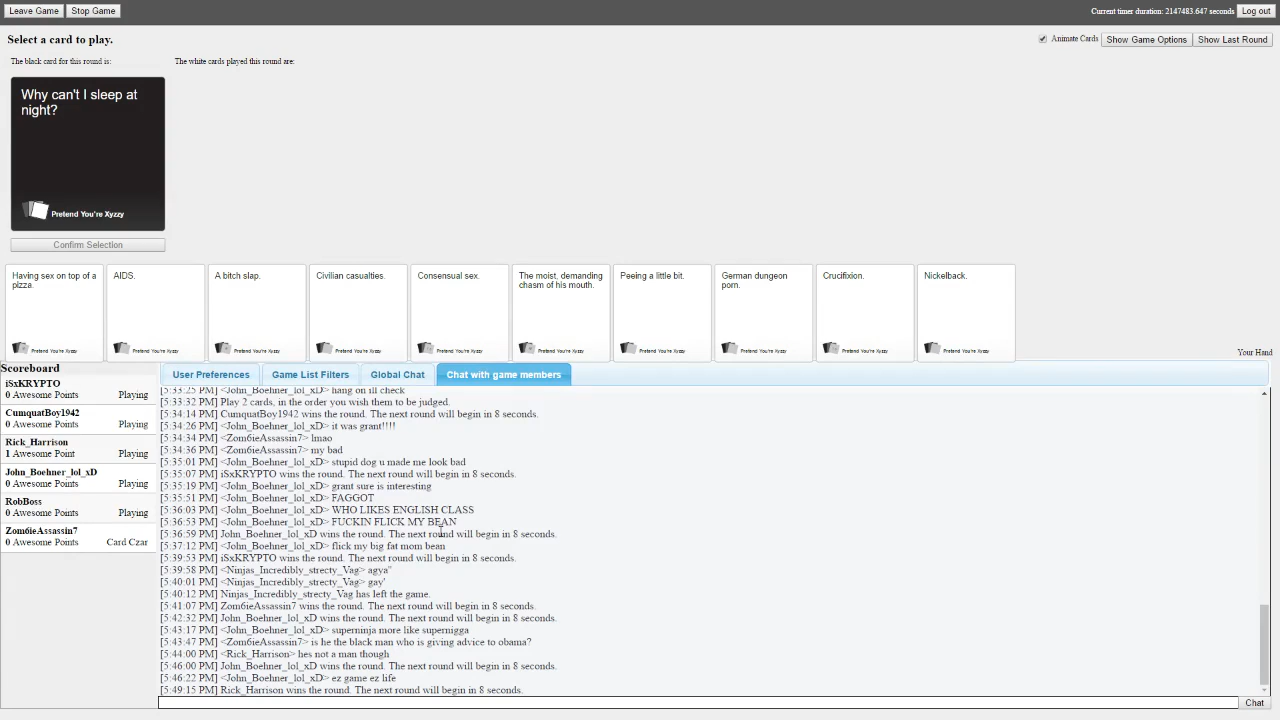 Leave Game Stop Game Current timer duration: 2147483.647 seconds Log out
Select a card to play. Animate Cards Show Game Options Show Last Round
The black card for this round is: The white cards played this round are:
Why can't I sleep at
night?
Pretend You're Xyzzy
Confirm Selection
Having sex on top of a
pizza.
Pretend You're Xyzzy
AIDS.
Pretend You're Xyzzy
A bitch slap.
Pretend You're Xyzzy
Civilian casualties.
Pretend You're Xyzzy
Consensual sex.
Pretend You're Xyzzy
The moist, demanding
chasm of his mouth.
Pretend You're Xyzzy
Peeing a little bit.
Pretend You're Xyzzy
German dungeon
porn.
Pretend You're Xyzzy
Crucifixion.
Pretend You're Xyzzy
Nickelback.
Pretend You're Xyzzy
Your Hand
Scoreboard
iSxKRYPTO
0 Awesome Points Playing
CumquatBoy1942
0 Awesome Points Playing
Rick_Harrison
1 Awesome Point Playing
John_Boehner_lol_xD
0 Awesome Points Playing
RobBoss
0 Awesome Points Playing
Zom6ieAssassin7
0 Awesome Points Card Czar
User Preferences Game List Filters Global Chat Chat with game members
[5:33:25 PM] <John_Boehner_lol_xD> hang on ill check
[5:33:32 PM] Play 2 cards, in the order you wish them to be judged.
[5:34:14 PM] CumquatBoy1942 wins the round. The next round will begin in 8 seconds.
[5:34:26 PM] <John_Boehner_lol_xD> it was grant!!!!
[5:34:34 PM] <Zom6ieAssassin7> lmao
[5:34:36 PM] <Zom6ieAssassin7> my bad
[5:35:01 PM] <John_Boehner_lol_xD> stupid dog u made me look bad
[5:35:07 PM] iSxKRYPTO wins the round. The next round will begin in 8 seconds.
[5:35:19 PM] <John_Boehner_lol_xD> grant sure is interesting
[5:35:51 PM] <John_Boehner_lol_xD> FAGGOT
[5:36:03 PM] <John_Boehner_lol_xD> WHO LIKES ENGLISH CLASS
[5:36:53 PM] <John_Boehner_lol_xD> FUCKIN FLICK MY BEAN
[5:36:59 PM] John_Boehner_lol_xD wins the round. The next round will begin in 8 seconds.
[5:37:12 PM] <John_Boehner_lol_xD> flick my big fat mom bean
[5:39:53 PM] iSxKRYPTO wins the round. The next round will begin in 8 seconds.
[5:39:58 PM] <Ninjas_Incredibly_strecty_Vag> agya"
[5:40:01 PM] <Ninjas_Incredibly_strecty_Vag> gay'
[5:40:12 PM] Ninjas_Incredibly_strecty_Vag has left the game.
[5:41:07 PM] Zom6ieAssassin7 wins the round. The next round will begin in 8 seconds.
[5:42:32 PM] John_Boehner_lol_xD wins the round. The next round will begin in 8 seconds.
[5:43:17 PM] <John_Boehner_lol_xD> superninja more like supernigga
[5:43:47 PM] <Zom6ieAssassin7> is he the black man who is giving advice to obama?
[5:44:00 PM] <Rick_Harrison> hes not a man though
[5:46:00 PM] John_Boehner_lol_xD wins the round. The next round will begin in 8 seconds.
[5:46:22 PM] <John_Boehner_lol_xD> ez game ez life
[5:49:15 PM] Rick_Harrison wins the round. The next round will begin in 8 seconds.
Chat